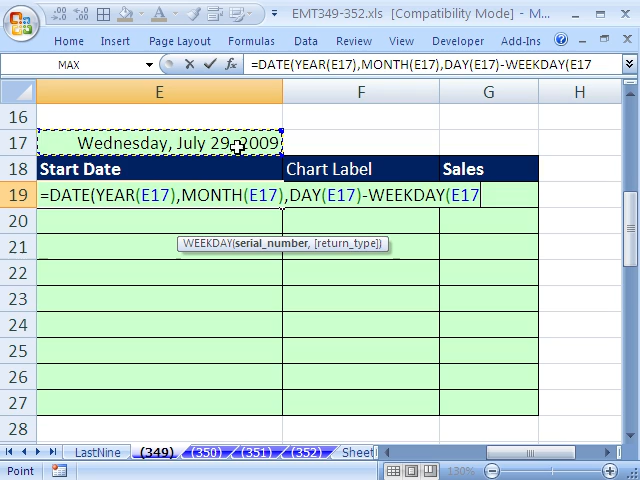 EMT349-352.xls [Compatibility Mode] - M...
Home Insert Page Layout Formulas Data Review View Developer Add-Ins
MAX =DATE(YEAR(E17),MONTH(E17),DAY(E17)-WEEKDAY(E17
E F G H
16
17 Wednesday, July 29, 2009
18 Start Date Chart Label Sales
19 =DATE(YEAR(E17),MONTH(E17),DAY(E17)-WEEKDAY(E17
20
21 WEEKDAY(serial_number, [return_type])
22
23
24
25
26
27
28
LastNine (349) (350) (351) (352) Sheet
Point 130%